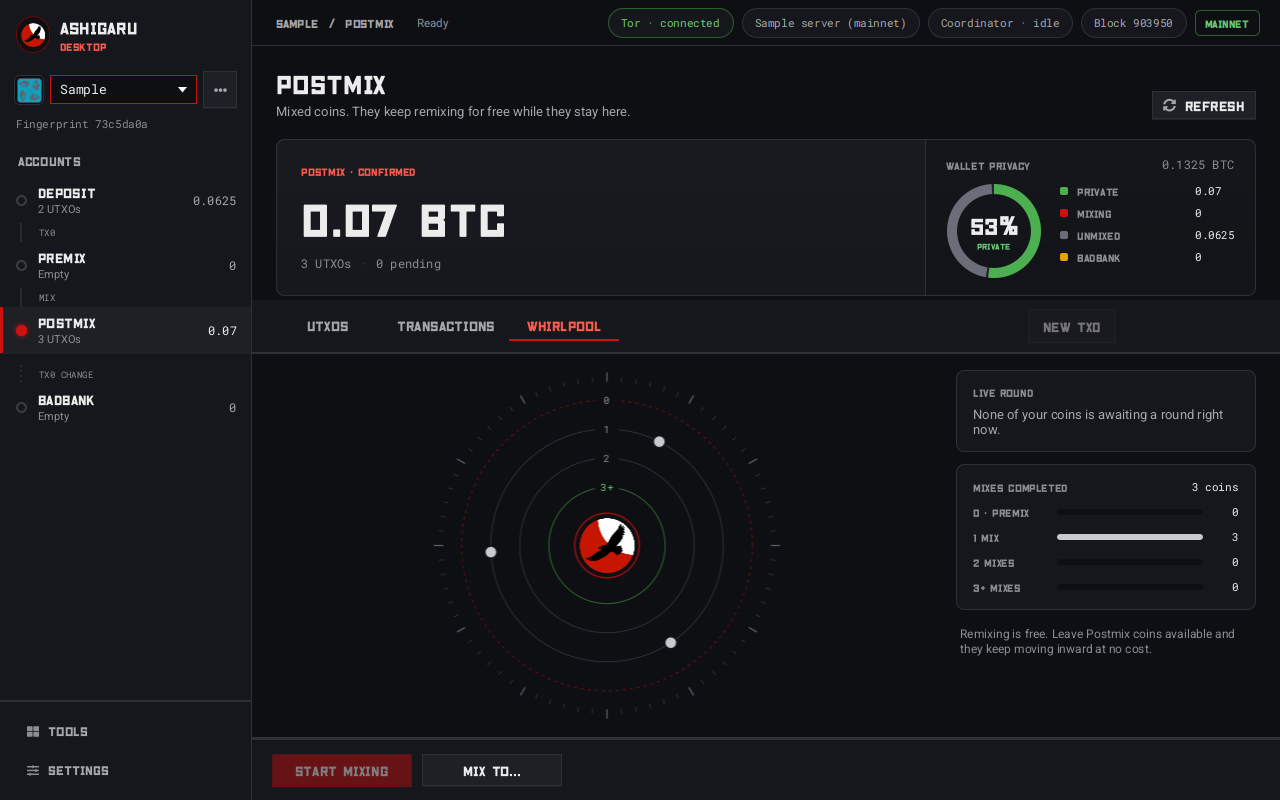 ASHIGARU
DESKTOP
Sample
Fingerprint 73c5da0a
ACCOUNTS
DEPOSIT
2 UTXOs
0.0625
TX0
PREMIX
Empty
0
MIX
POSTMIX
3 UTXOs
0.07
TX0 CHANGE
BADBANK
Empty
0
TOOLS
SETTINGS
SAMPLE / POSTMIX Ready
Tor · connected
Sample server (mainnet)
Coordinator · idle
Block 903950
MAINNET
POSTMIX
Mixed coins. They keep remixing for free while they stay here.
REFRESH
POSTMIX · CONFIRMED
0.07 BTC
3 UTXOs · 0 pending
WALLET PRIVACY 0.1325 BTC
53%
PRIVATE
PRIVATE 0.07
MIXING 0
UNMIXED 0.0625
BADBANK 0
UTXOS TRANSACTIONS WHIRLPOOL
NEW TX0
0
1
2
3+
LIVE ROUND
None of your coins is awaiting a round right
now.
MIXES COMPLETED 3 coins
0 · PREMIX 0
1 MIX 3
2 MIXES 0
3+ MIXES 0
Remixing is free. Leave Postmix coins available and
they keep moving inward at no cost.
START MIXING
MIX TO...